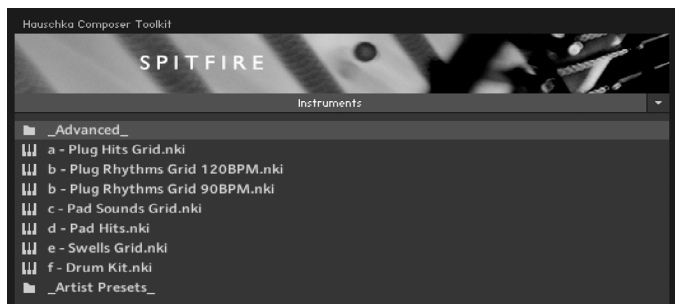 Hauschka Composer Toolkit
SPITFIRE
Instruments
_Advanced_
a - Plug Hits Grid.nki
b - Plug Rhythms Grid 120BPM.nki
b - Plug Rhythms Grid 90BPM.nki
c - Pad Sounds Grid.nki
d - Pad Hits.nki
e - Swells Grid.nki
f - Drum Kit.nki
_Artist Presets_